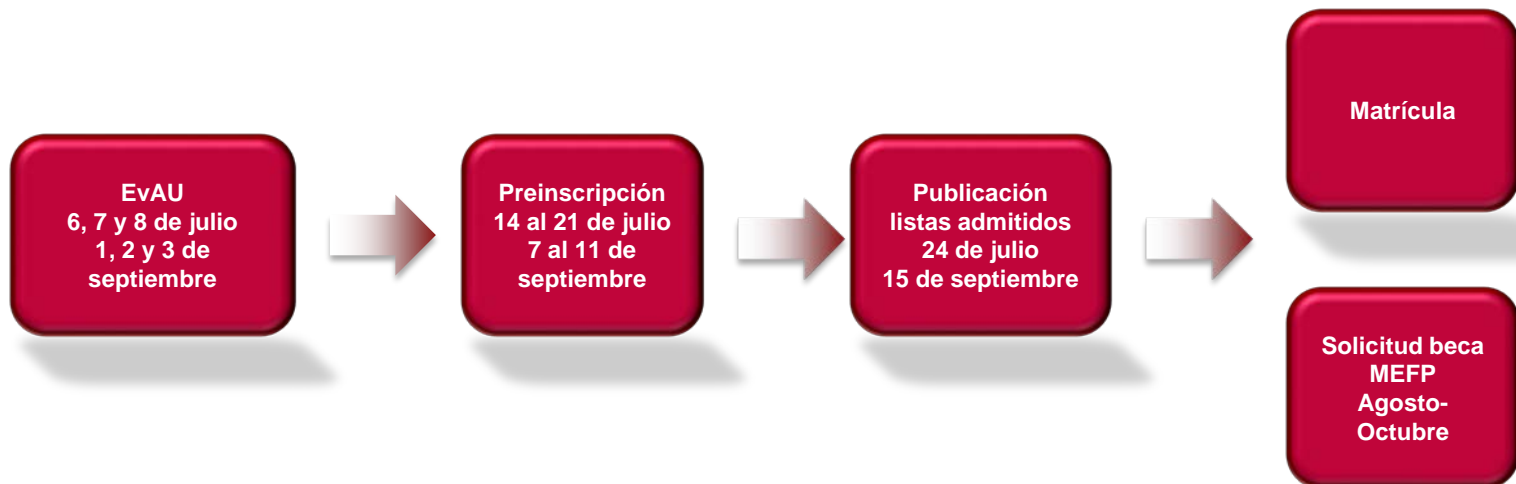 EvAU
6, 7 y 8 de julio
1, 2 y 3 de
septiembre
Preinscripción
14 al 21 de julio
7 al 11 de
septiembre
Publicación
listas admitidos
24 de julio
15 de septiembre
Matrícula
Solicitud beca
MEFP
Agosto-
Octubre